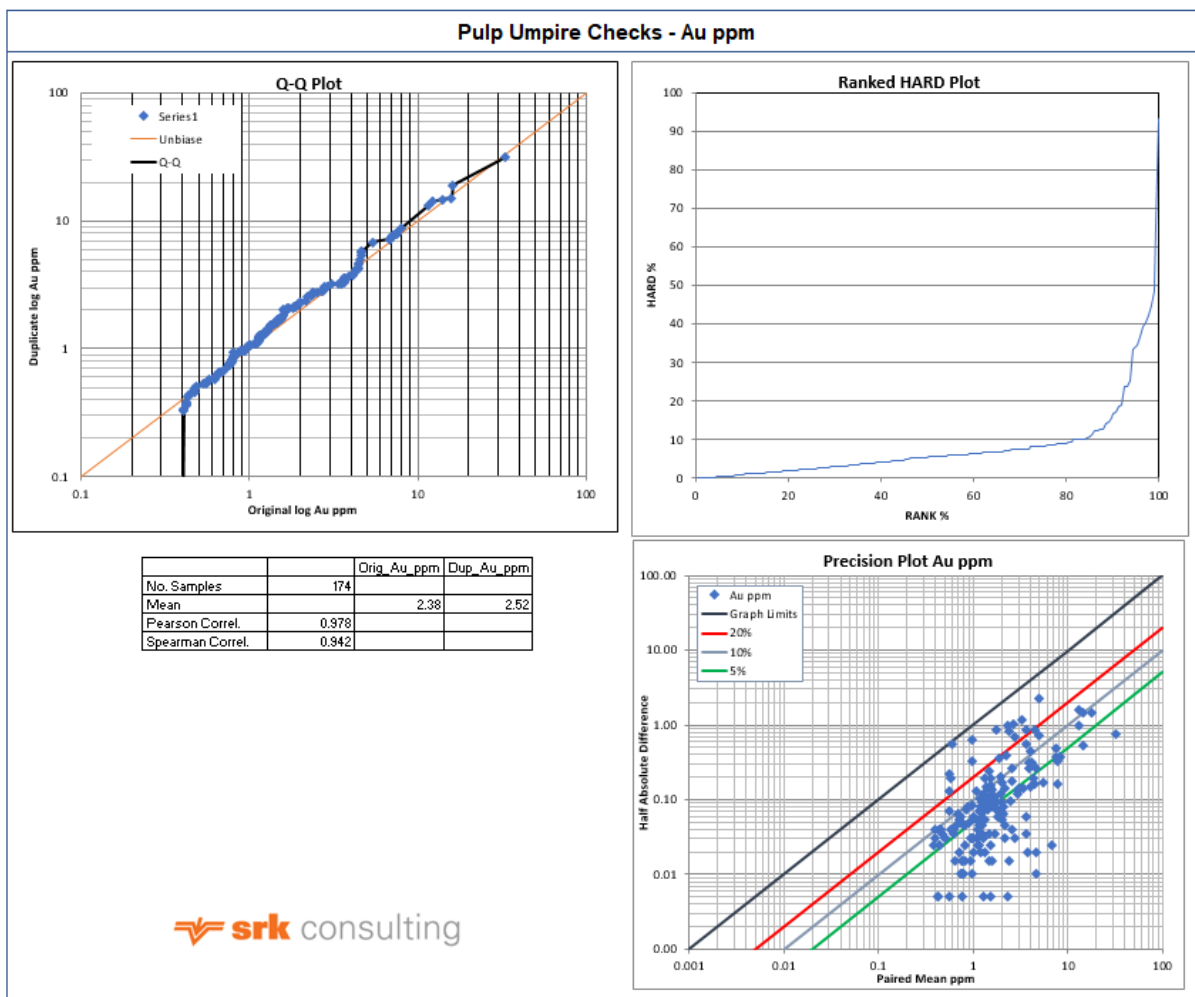 Pulp Umpire Checks - Au ppm
Q-Q Plot
100
10
1
0.1
Duplicate log Au ppm
Series1
Unbiase
Q-Q
0.1 1 10 100
Original log Au ppm
Ranked HARD Plot
100
90
80
70
60
50
40
30
20
10
0
HARD %
0 20 40 60 80 100
RANK %
Orig_Au_ppm Dup_Au_ppm
No. Samples 174
Mean 2.38 2.52
Pearson Correl. 0.978
Spearman Correl. 0.942
srk consulting
Precision Plot Au ppm
100.00
10.00
1.00
0.10
0.01
0.00
Half Absolute Difference
Au ppm
Graph Limits
20%
10%
5%
0.001 0.01 0.1 1 10 100
Paired Mean ppm